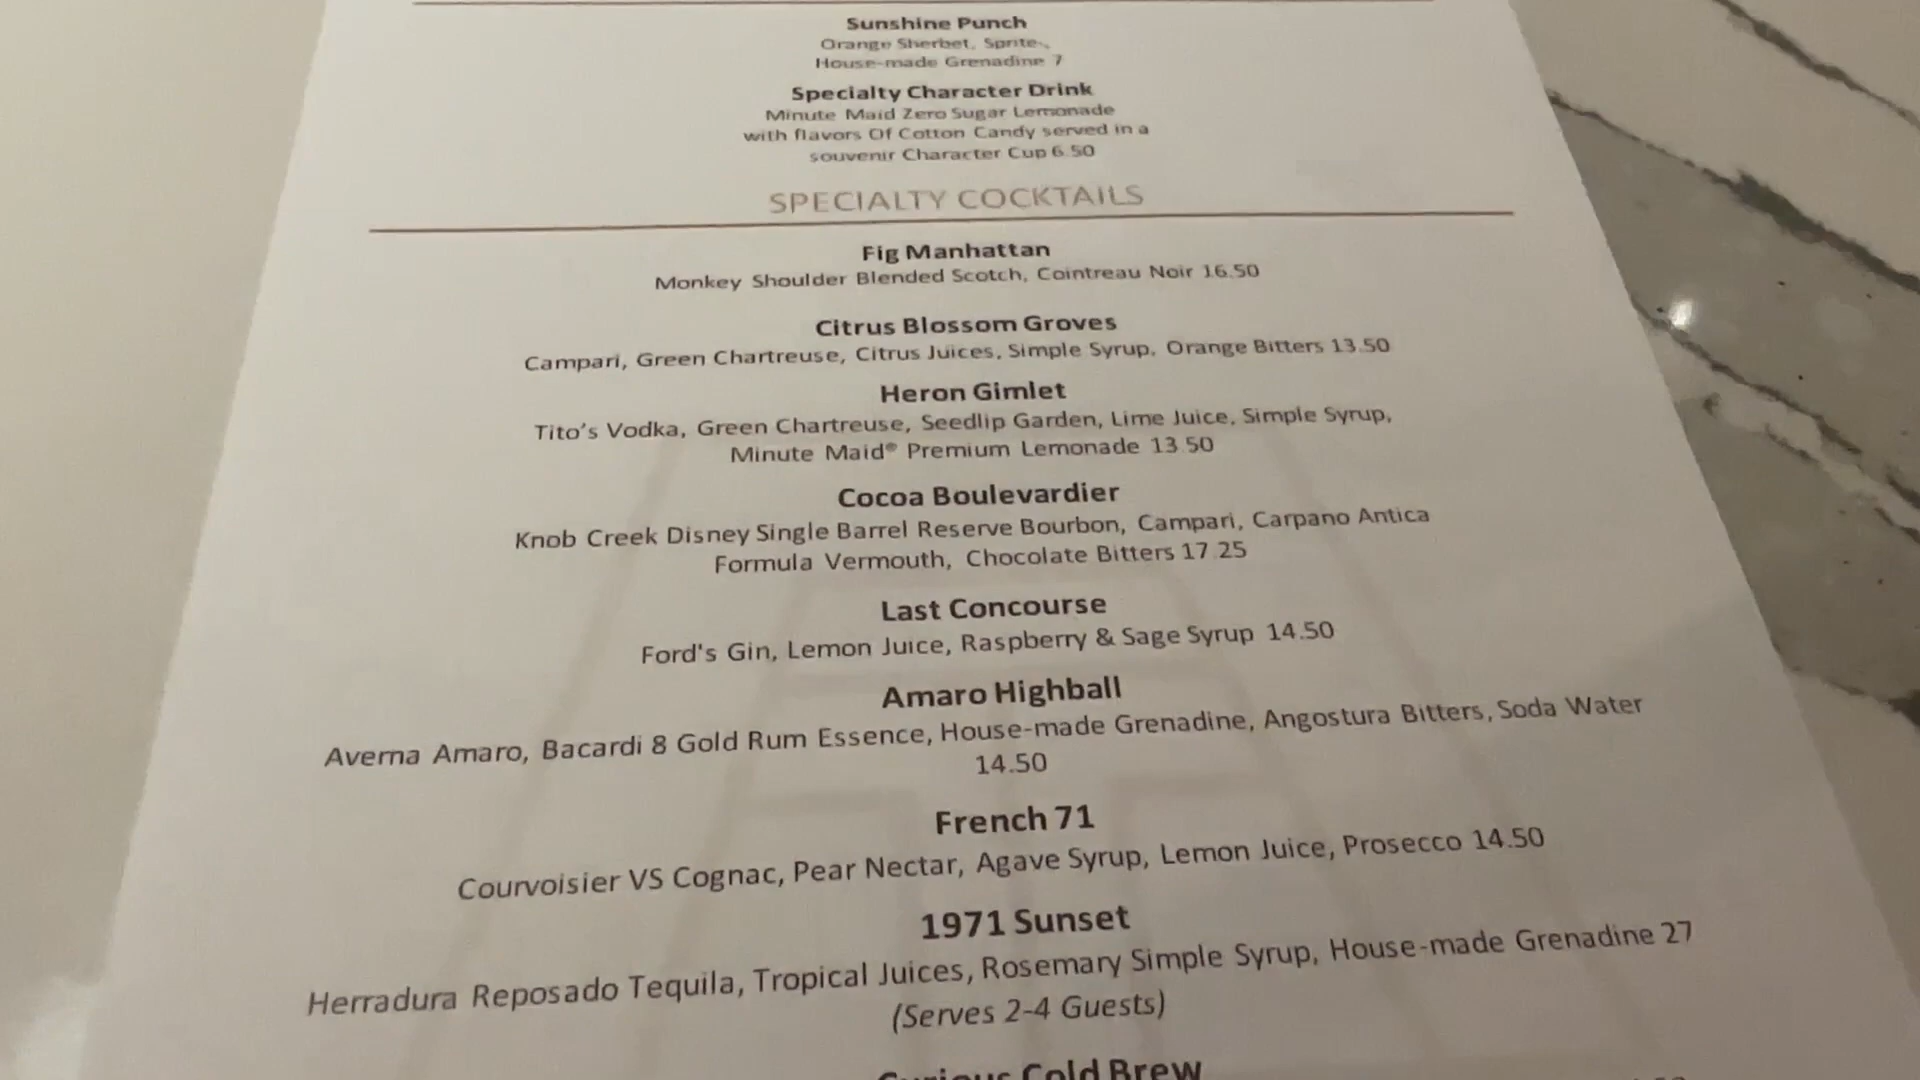 Sunshine Punch
Orange Sherbet, Sprite,
House-made Grenadine 7
Specialty Character Drink
Minute Maid Zero Sugar Lemonade
with flavors Of Cotton Candy served in a
souvenir Character Cup 6.50
SPECIALTY COCKTAILS
Fig Manhattan
Monkey Shoulder Blended Scotch, Cointreau Noir 16.50
Citrus Blossom Groves
Campari, Green Chartreuse, Citrus Juices, Simple Syrup, Orange Bitters 13.50
Heron Gimlet
Tito's Vodka, Green Chartreuse, Seedlip Garden, Lime Juice, Simple Syrup,
Minute Maid® Premium Lemonade 13.50
Cocoa Boulevardier
Knob Creek Disney Single Barrel Reserve Bourbon, Campari, Carpano Antica
Formula Vermouth, Chocolate Bitters 17.25
Last Concourse
Ford's Gin, Lemon Juice, Raspberry & Sage Syrup 14.50
Amaro Highball
Averna Amaro, Bacardi 8 Gold Rum Essence, House-made Grenadine, Angostura Bitters, Soda Water
14.50
French 71
Courvoisier VS Cognac, Pear Nectar, Agave Syrup, Lemon Juice, Prosecco 14.50
1971 Sunset
Herradura Reposado Tequila, Tropical Juices, Rosemary Simple Syrup, House-made Grenadine 27
(Serves 2-4 Guests)
Curious Cold Brew